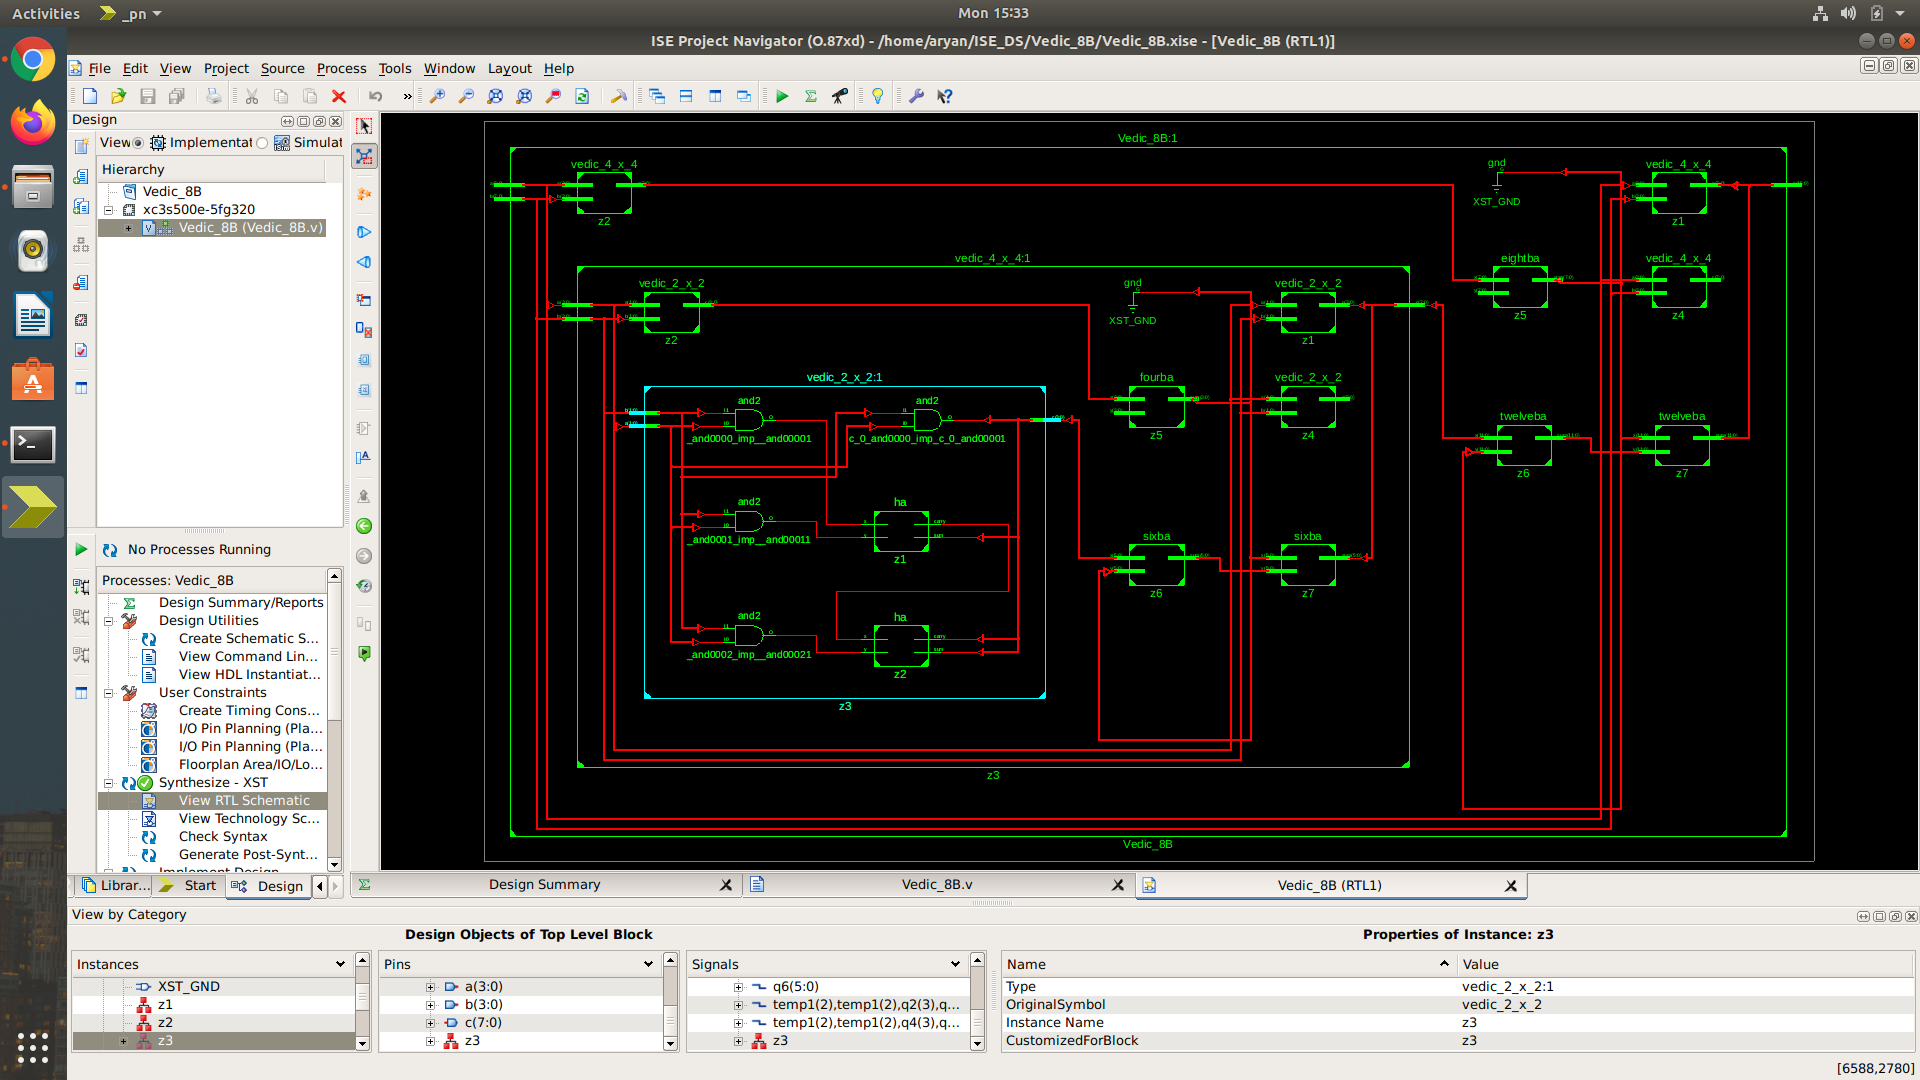 Activities
_pn
Mon 15:33
ISE Project Navigator (O.87xd) - /home/aryan/ISE_DS/Vedic_8B/Vedic_8B.xise - [Vedic_8B (RTL1)]
File Edit View Project Source Process Tools Window Layout Help
Design
View Implementat Simulat
Hierarchy
Vedic_8B
xc3s500e-5fg320
Vedic_8B (Vedic_8B.v)
No Processes Running
Processes: Vedic_8B
Design Summary/Reports
Design Utilities
Create Schematic S...
View Command Lin...
View HDL Instantiat...
User Constraints
Create Timing Cons...
I/O Pin Planning (Pla...
I/O Pin Planning (Pla...
Floorplan Area/IO/Lo...
Synthesize - XST
View RTL Schematic
View Technology Sc...
Check Syntax
Generate Post-Synt...
Implement Design
Librar... Start Design
Vedic_8B:1
vedic_4_x_4
z2
gnd
XST_GND
vedic_4_x_4
z1
eightba
z5
vedic_4_x_4
z4
twelveba
z6
twelveba
z7
vedic_4_x_4:1
vedic_2_x_2
z2
gnd
XST_GND
vedic_2_x_2
z1
fourba
z5
vedic_2_x_2
z4
sixba
z6
sixba
z7
vedic_2_x_2:1
and2
_and0000_imp__and00001
and2
c_0_and0000_imp_c_0_and00001
and2
_and0001_imp__and00011
ha
z1
and2
_and0002_imp__and00021
ha
z2
z3
z3
Vedic_8B
Design Summary
Vedic_8B.v
Vedic_8B (RTL1)
View by Category
Design Objects of Top Level Block
Properties of Instance: z3
Instances
XST_GND
z1
z2
z3
Pins
a(3:0)
b(3:0)
c(7:0)
z3
Signals
q6(5:0)
temp1(2),temp1(2),q2(3),q...
temp1(2),temp1(2),q4(3),q...
z3
Name Value
Type vedic_2_x_2:1
OriginalSymbol vedic_2_x_2
Instance Name z3
CustomizedForBlock z3
[6588,2780]